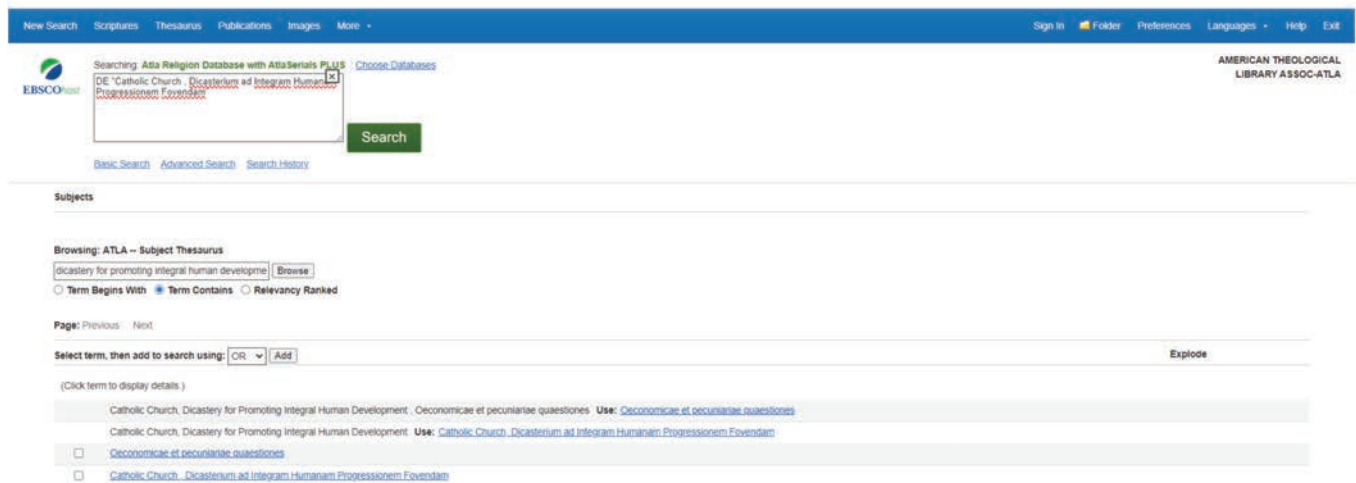 New Search Scriptures Thesaurus Publications Images More
Sign In Folder Preferences Languages Help Exit
EBSCOhost
Searching: Atla Religion Database with AtlaSerials PLUS Choose Databases
AMERICAN THEOLOGICAL
LIBRARY ASSOC-ATLA
DE "Catholic Church , Dicasterium ad Integram Humanam
Progressionem Fovendam
Search
Basic Search Advanced Search Search History
Subjects
Browsing: ATLA -- Subject Thesaurus
dicastery for promoting integral human developme Browse
Term Begins With Term Contains Relevancy Ranked
Page: Previous Next
Select term, then add to search using: OR Add
Explode
(Click term to display details.)
Catholic Church, Dicastery for Promoting Integral Human Development , Oeconomicae et pecuniariae quaestiones Use: Oeconomicae et pecuniariae quaestiones
Catholic Church, Dicastery for Promoting Integral Human Development Use: Catholic Church, Dicasterium ad Integram Humanam Progressionem Fovendam
Oeconomicae et pecuniariae quaestiones
Catholic Church , Dicasterium ad Integram Humanam Progressionem Fovendam